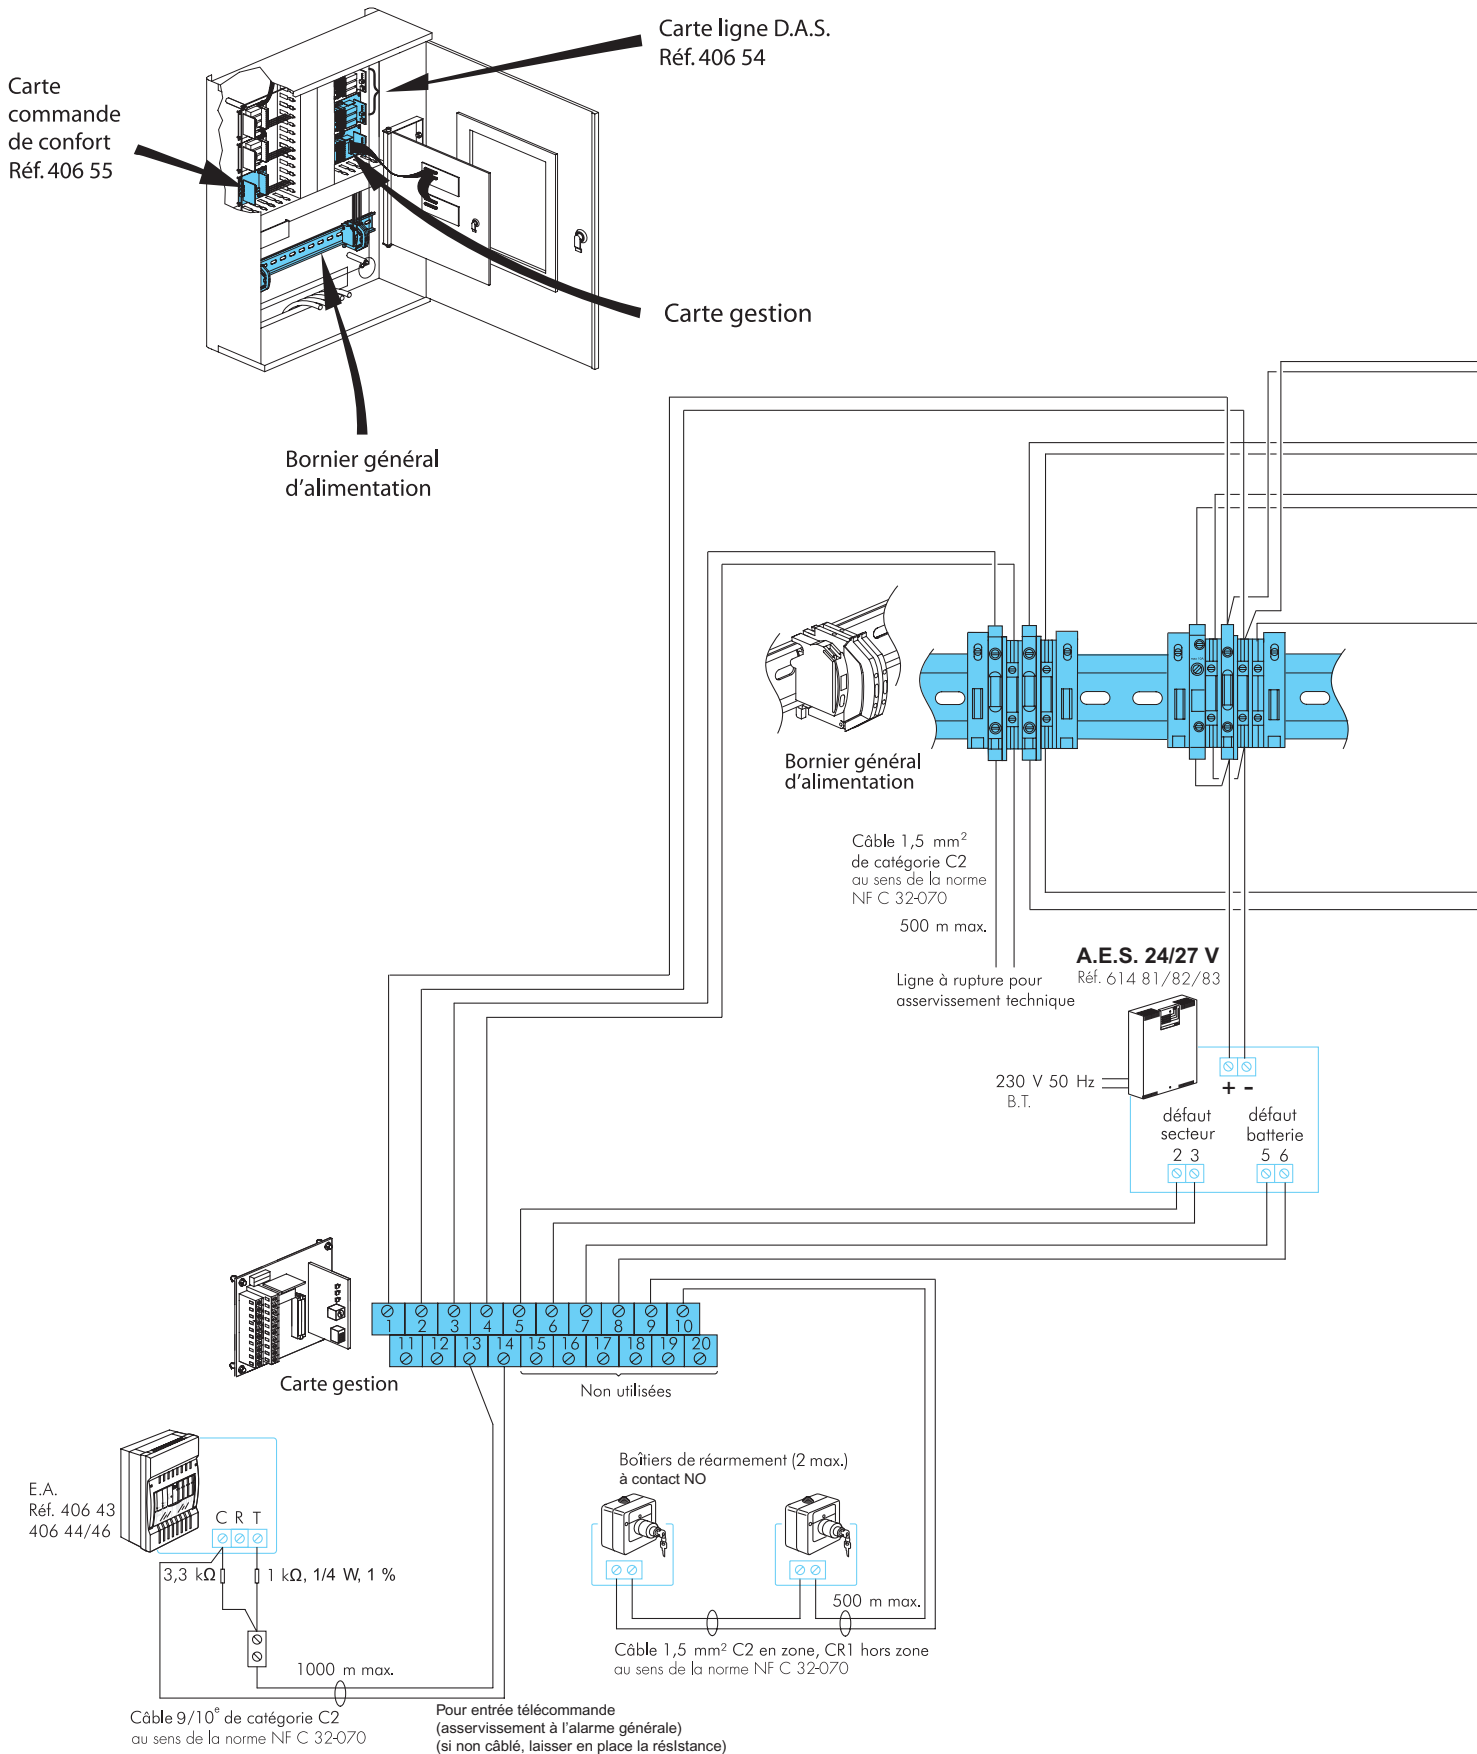 Carte ligne D.A.S.
Réf. 406 54
Carte
commande
de confort
Réf. 406 55
Carte gestion
Bornier général
d'alimentation
Bornier général
d'alimentation
Câble 1,5 mm²
de catégorie C2
au sens de la norme
NF C 32-070
500 m max.
Ligne à rupture pour
asservissement technique
A.E.S. 24/27 V
Réf. 614 81/82/83
230 V 50 Hz
B.T.
+ -
défaut
secteur
2 3
défaut
batterie
5 6
1 2 3 4 5 6 7 8 9 10
11 12 13 14 15 16 17 18 19 20
Non utilisées
Carte gestion
E.A.
Réf. 406 43
406 44/46
C R T
3,3 kΩ
1 kΩ, 1/4 W, 1 %
1000 m max.
Câble 9/10e de catégorie C2
au sens de la norme NF C 32-070
Boîtiers de réarmement (2 max.)
à contact NO
500 m max.
Câble 1,5 mm² C2 en zone, CR1 hors zone
au sens de la norme NF C 32-070
Pour entrée télécommande
(asservissement à l'alarme générale)
(si non câblé, laisser en place la résIstance)